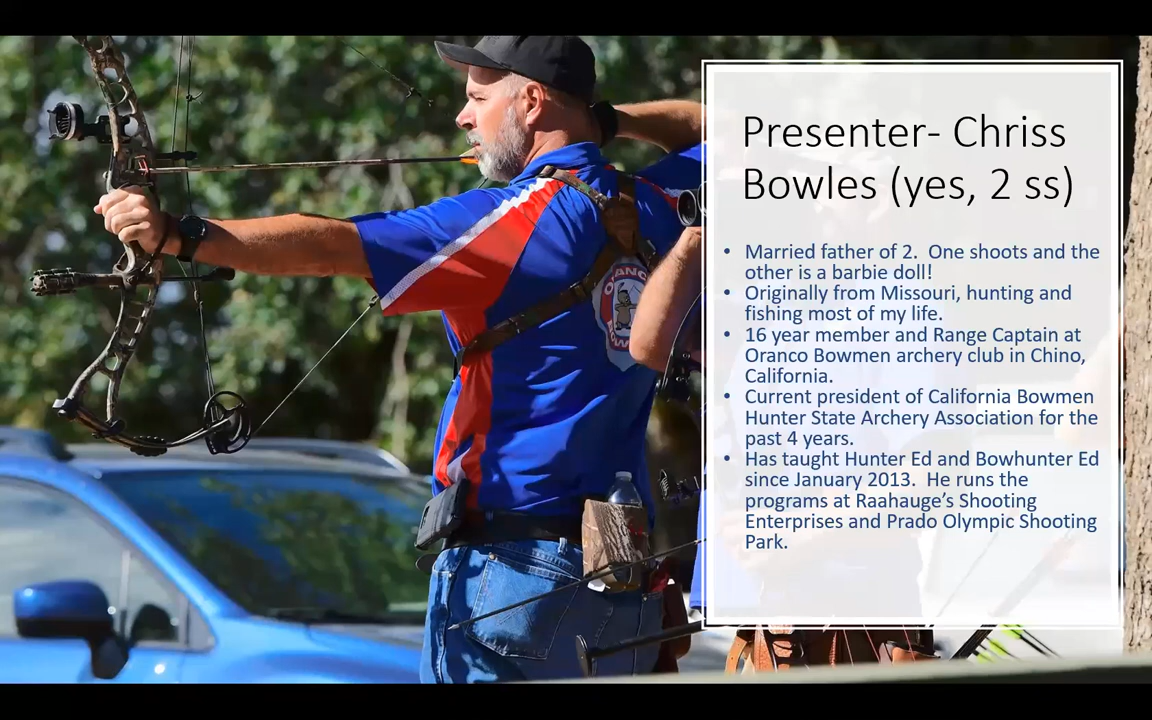 Presenter- Chriss
Bowles (yes, 2 ss)
• Married father of 2.  One shoots and the
other is a barbie doll!
• Originally from Missouri, hunting and
fishing most of my life.
• 16 year member and Range Captain at
Oranco Bowmen archery club in Chino,
California.
• Current president of California Bowmen
Hunter State Archery Association for the
past 4 years.
• Has taught Hunter Ed and Bowhunter Ed
since January 2013.  He runs the
programs at Raahauge’s Shooting
Enterprises and Prado Olympic Shooting
Park.